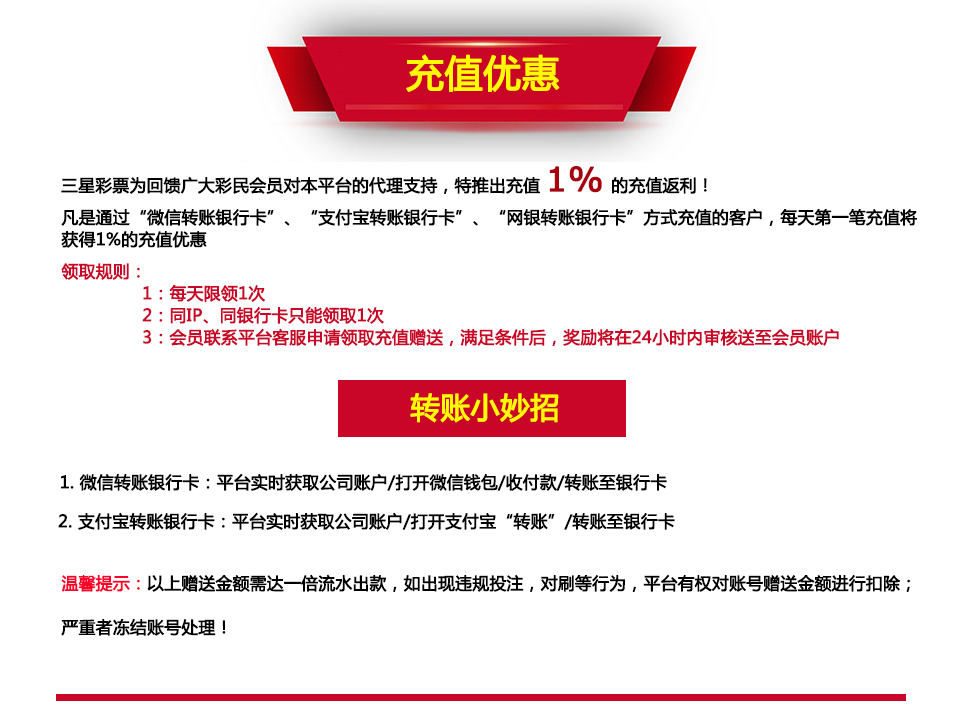 充值优惠
三星彩票为回馈广大彩民会员对本平台的代理支持，特推出充值 1% 的充值返利！
凡是通过“微信转账银行卡”、“支付宝转账银行卡”、“网银转账银行卡”方式充值的客户，每天第一笔充值将
获得1%的充值优惠
领取规则：
1：每天限领1次
2：同IP、同银行卡只能领取1次
3：会员联系平台客服申请领取充值赠送，满足条件后，奖励将在24小时内审核送至会员账户
转账小妙招
1. 微信转账银行卡：平台实时获取公司账户/打开微信钱包/收付款/转账至银行卡
2. 支付宝转账银行卡：平台实时获取公司账户/打开支付宝“转账”/转账至银行卡
温馨提示：以上赠送金额需达一倍流水出款，如出现违规投注，对刷等行为，平台有权对账号赠送金额进行扣除；
严重者冻结账号处理！